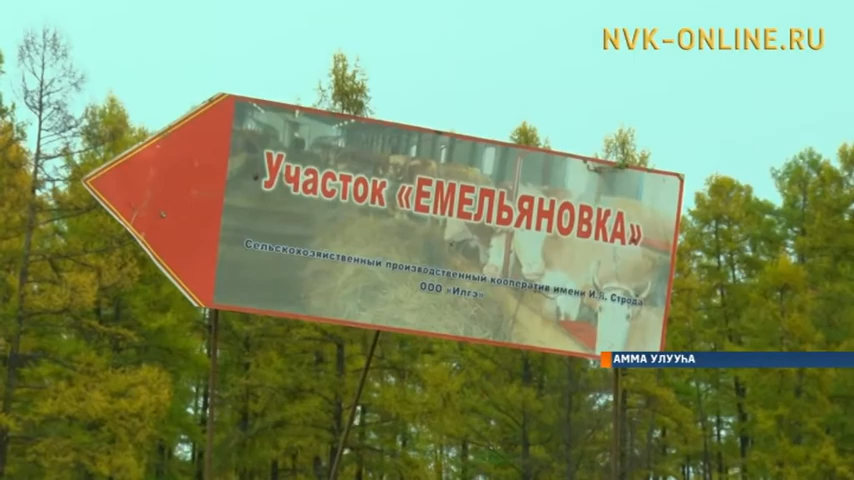 NVK-ONLINE.RU
Участок «ЕМЕЛЬЯНОВКА»
Сельскохозяйственный производственный кооператив имени И.Я. Строда
ООО «Илгэ»
АММА УЛУУҺА